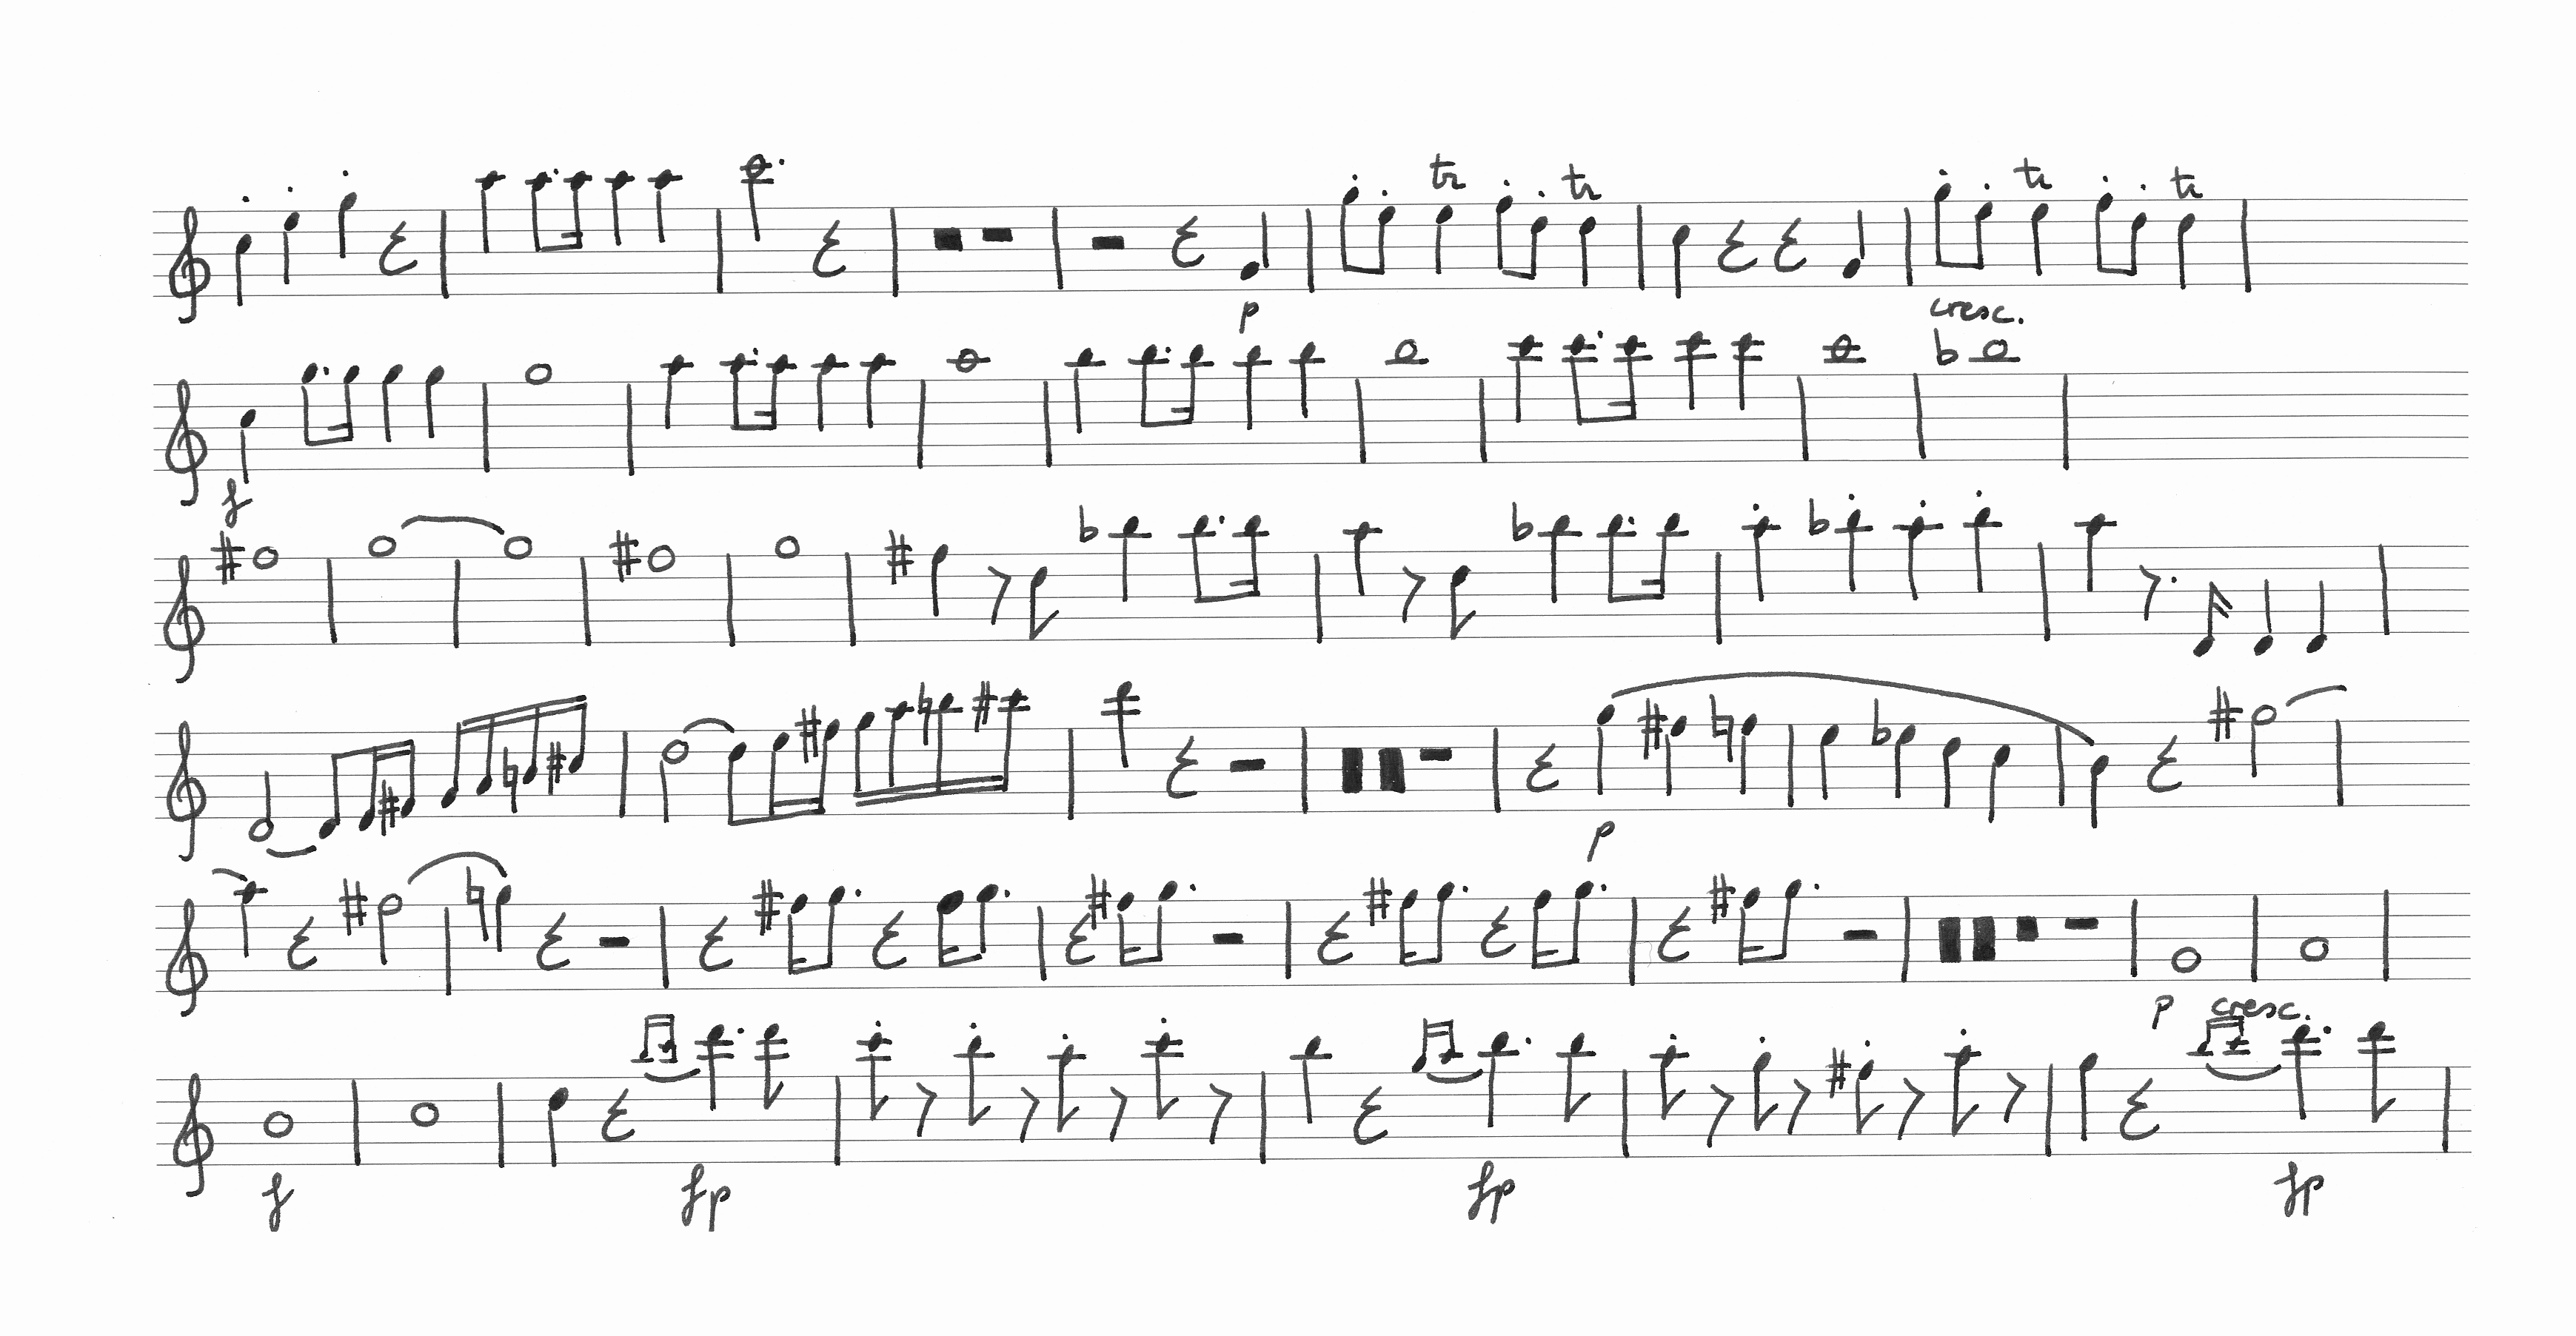 tr tr tr tr
p cresc.
f
p
p cresc.
f fp fp fp